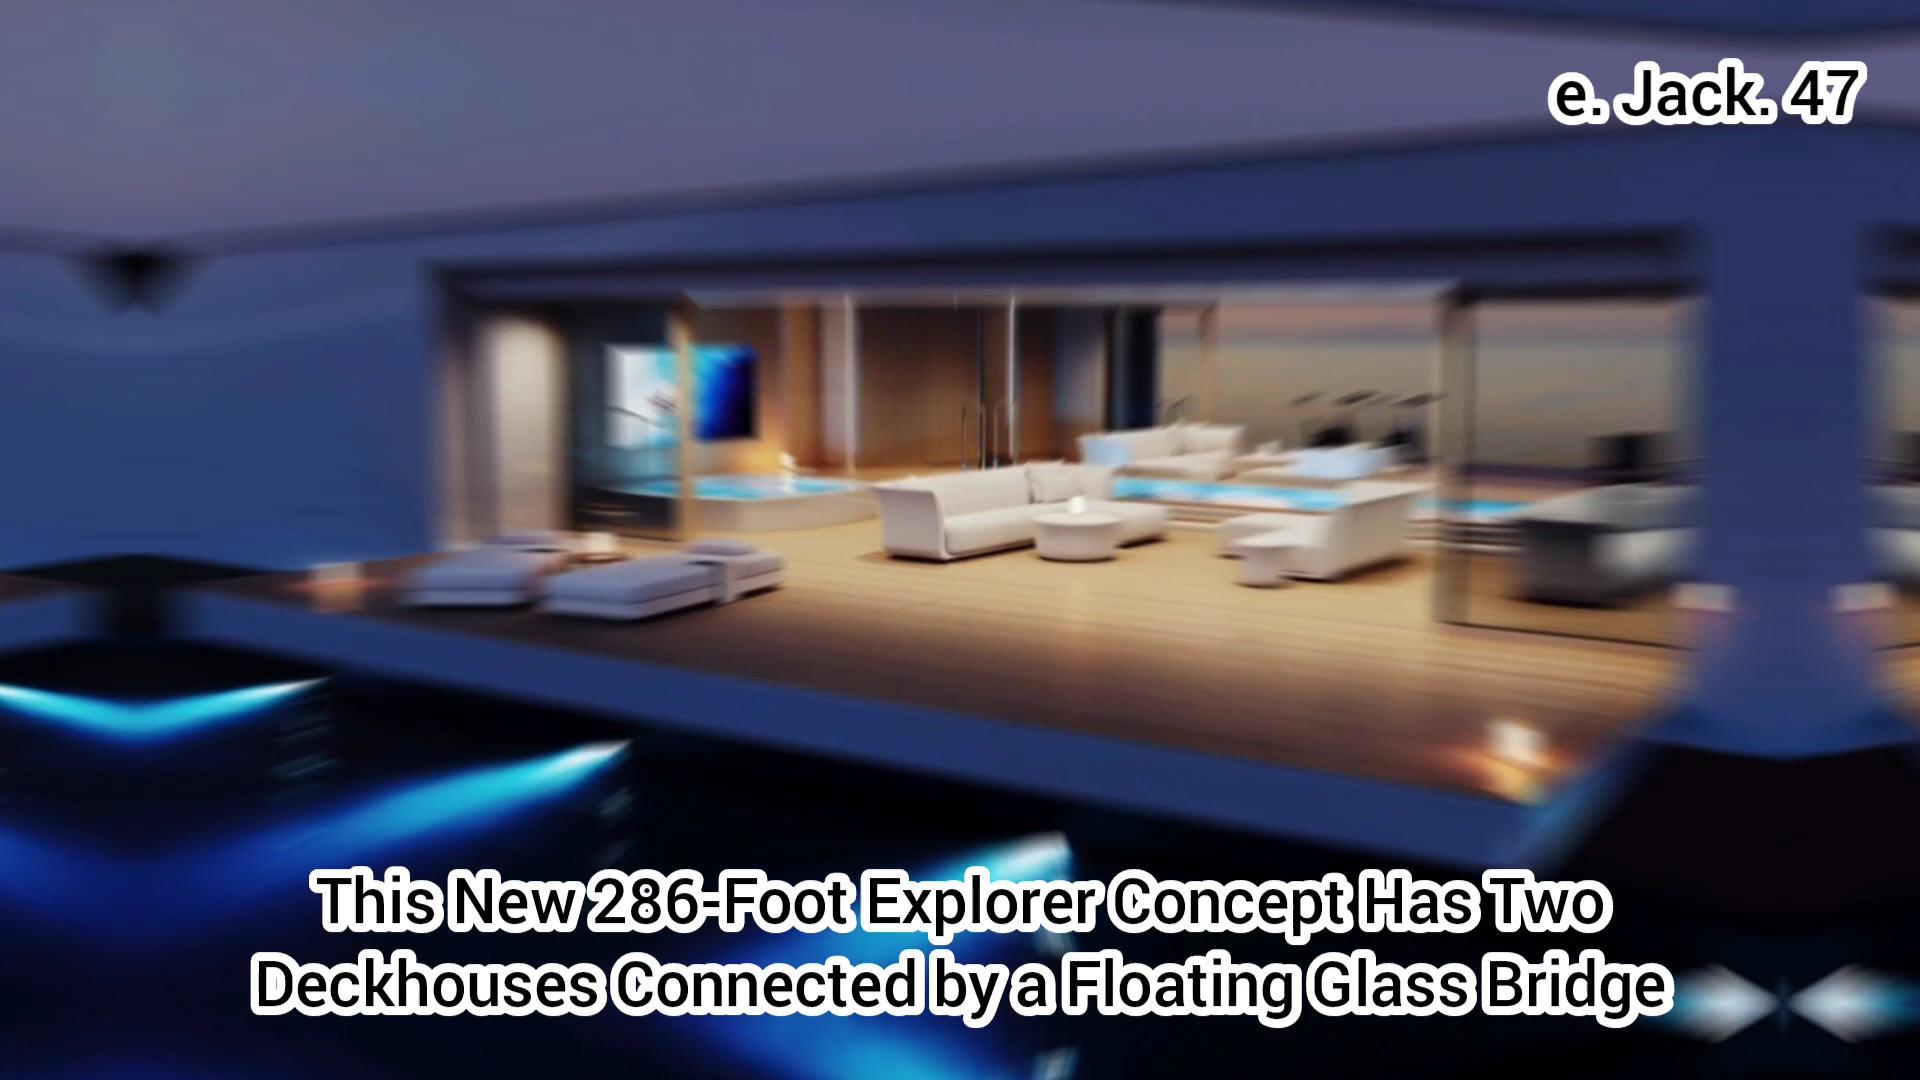 e. Jack. 47
This New 286-Foot Explorer Concept Has Two
Deckhouses Connected by a Floating Glass Bridge